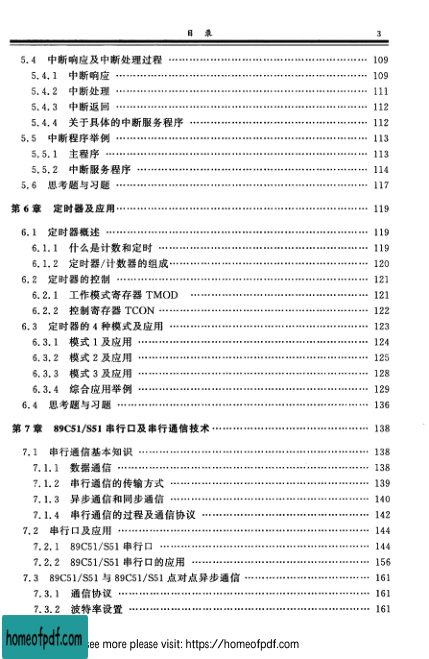 目 录 3
5.4 中断响应及中断处理过程 …… 109
5.4.1 中断响应 …… 109
5.4.2 中断处理 …… 111
5.4.3 中断返回 …… 112
5.4.4 关于具体的中断服务程序 …… 112
5.5 中断程序举例 …… 113
5.5.1 主程序 …… 113
5.5.2 中断服务程序 …… 114
5.6 思考题与习题 …… 117
第6章 定时器及应用 …… 119
6.1 定时器概述 …… 119
6.1.1 什么是计数和定时 …… 119
6.1.2 定时器/计数器的组成 …… 120
6.2 定时器的控制 …… 121
6.2.1 工作模式寄存器 TMOD …… 121
6.2.2 控制寄存器 TCON …… 122
6.3 定时器的4种模式及应用 …… 123
6.3.1 模式1及应用 …… 124
6.3.2 模式2及应用 …… 125
6.3.3 模式3及应用 …… 128
6.3.4 综合应用举例 …… 129
6.4 思考题与习题 …… 136
第7章 89C51/S51串行口及串行通信技术 …… 138
7.1 串行通信基本知识 …… 138
7.1.1 数据通信 …… 138
7.1.2 串行通信的传输方式 …… 139
7.1.3 异步通信和同步通信 …… 140
7.1.4 串行通信的过程及通信协议 …… 142
7.2 串行口及应用 …… 144
7.2.1 89C51/S51串行口 …… 144
7.2.2 89C51/S51串行口的应用 …… 156
7.3 89C51/S51与89C51/S51点对点异步通信 …… 161
7.3.1 通信协议 …… 161
7.3.2 波特率设置 …… 161
homeofpdf.com see more please visit: https://homeofpdf.com